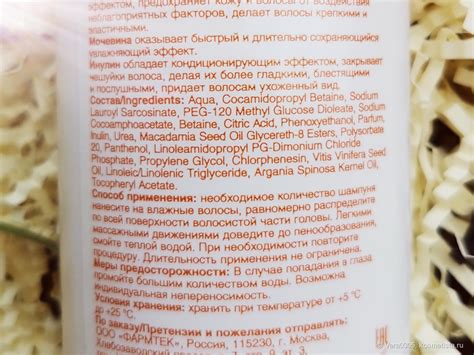 эффектом, предохраняет кожу и волосы от воздействия
неблагоприятных факторов, делает волосы крепкими и
эластичными.
Мочевина оказывает быстрый и длительно сохраняющийся
увлажняющий эффект.
Инулин обладает кондиционирующим эффектом, закрывает
чешуйки волоса, делая их более гладкими, блестящими
и послушными, придает волосам ухоженный вид.
Состав/Ingredients: Aqua, Cocamidopropyl Betaine, Sodium
Lauroyl Sarcosinate, PEG-120 Methyl Glucose Dioleate, Sodium
Cocoamphoacetate, Betaine, Citric Acid, Phenoxyethanol, Parfum,
Inulin, Urea, Macadamia Seed Oil Glycereth-8 Esters, Polysorbate
20, Panthenol, Linoleamidopropyl PG-Dimonium Chloride
Phosphate, Propylene Glycol, Chlorphenesin, Vitis Vinifera Seed
Oil, Linoleic/Linolenic Triglyceride, Argania Spinosa Kernel Oil,
Tocopheryl Acetate.
Способ применения: необходимое количество шампуня
нанести на влажные волосы, равномерно распределите
по всей поверхности волосистой части головы. Легкими
массажными движениями доведите до пенообразования,
смойте теплой водой. При необходимости повторите
процедуру. Длительность применения не ограничена.
Меры предосторожности: В случае попадания в глаза
промойте большим количеством воды. Возможна
индивидуальная непереносимость.
Условия хранения: хранить при температуре от +5 °C
до +25 °C.
По заказу/Претензии и пожелания отправлять:
ООО «ФАРМТЕК», Россия, 115230, г. Москва,
Хлебозаводский
эт. 9,